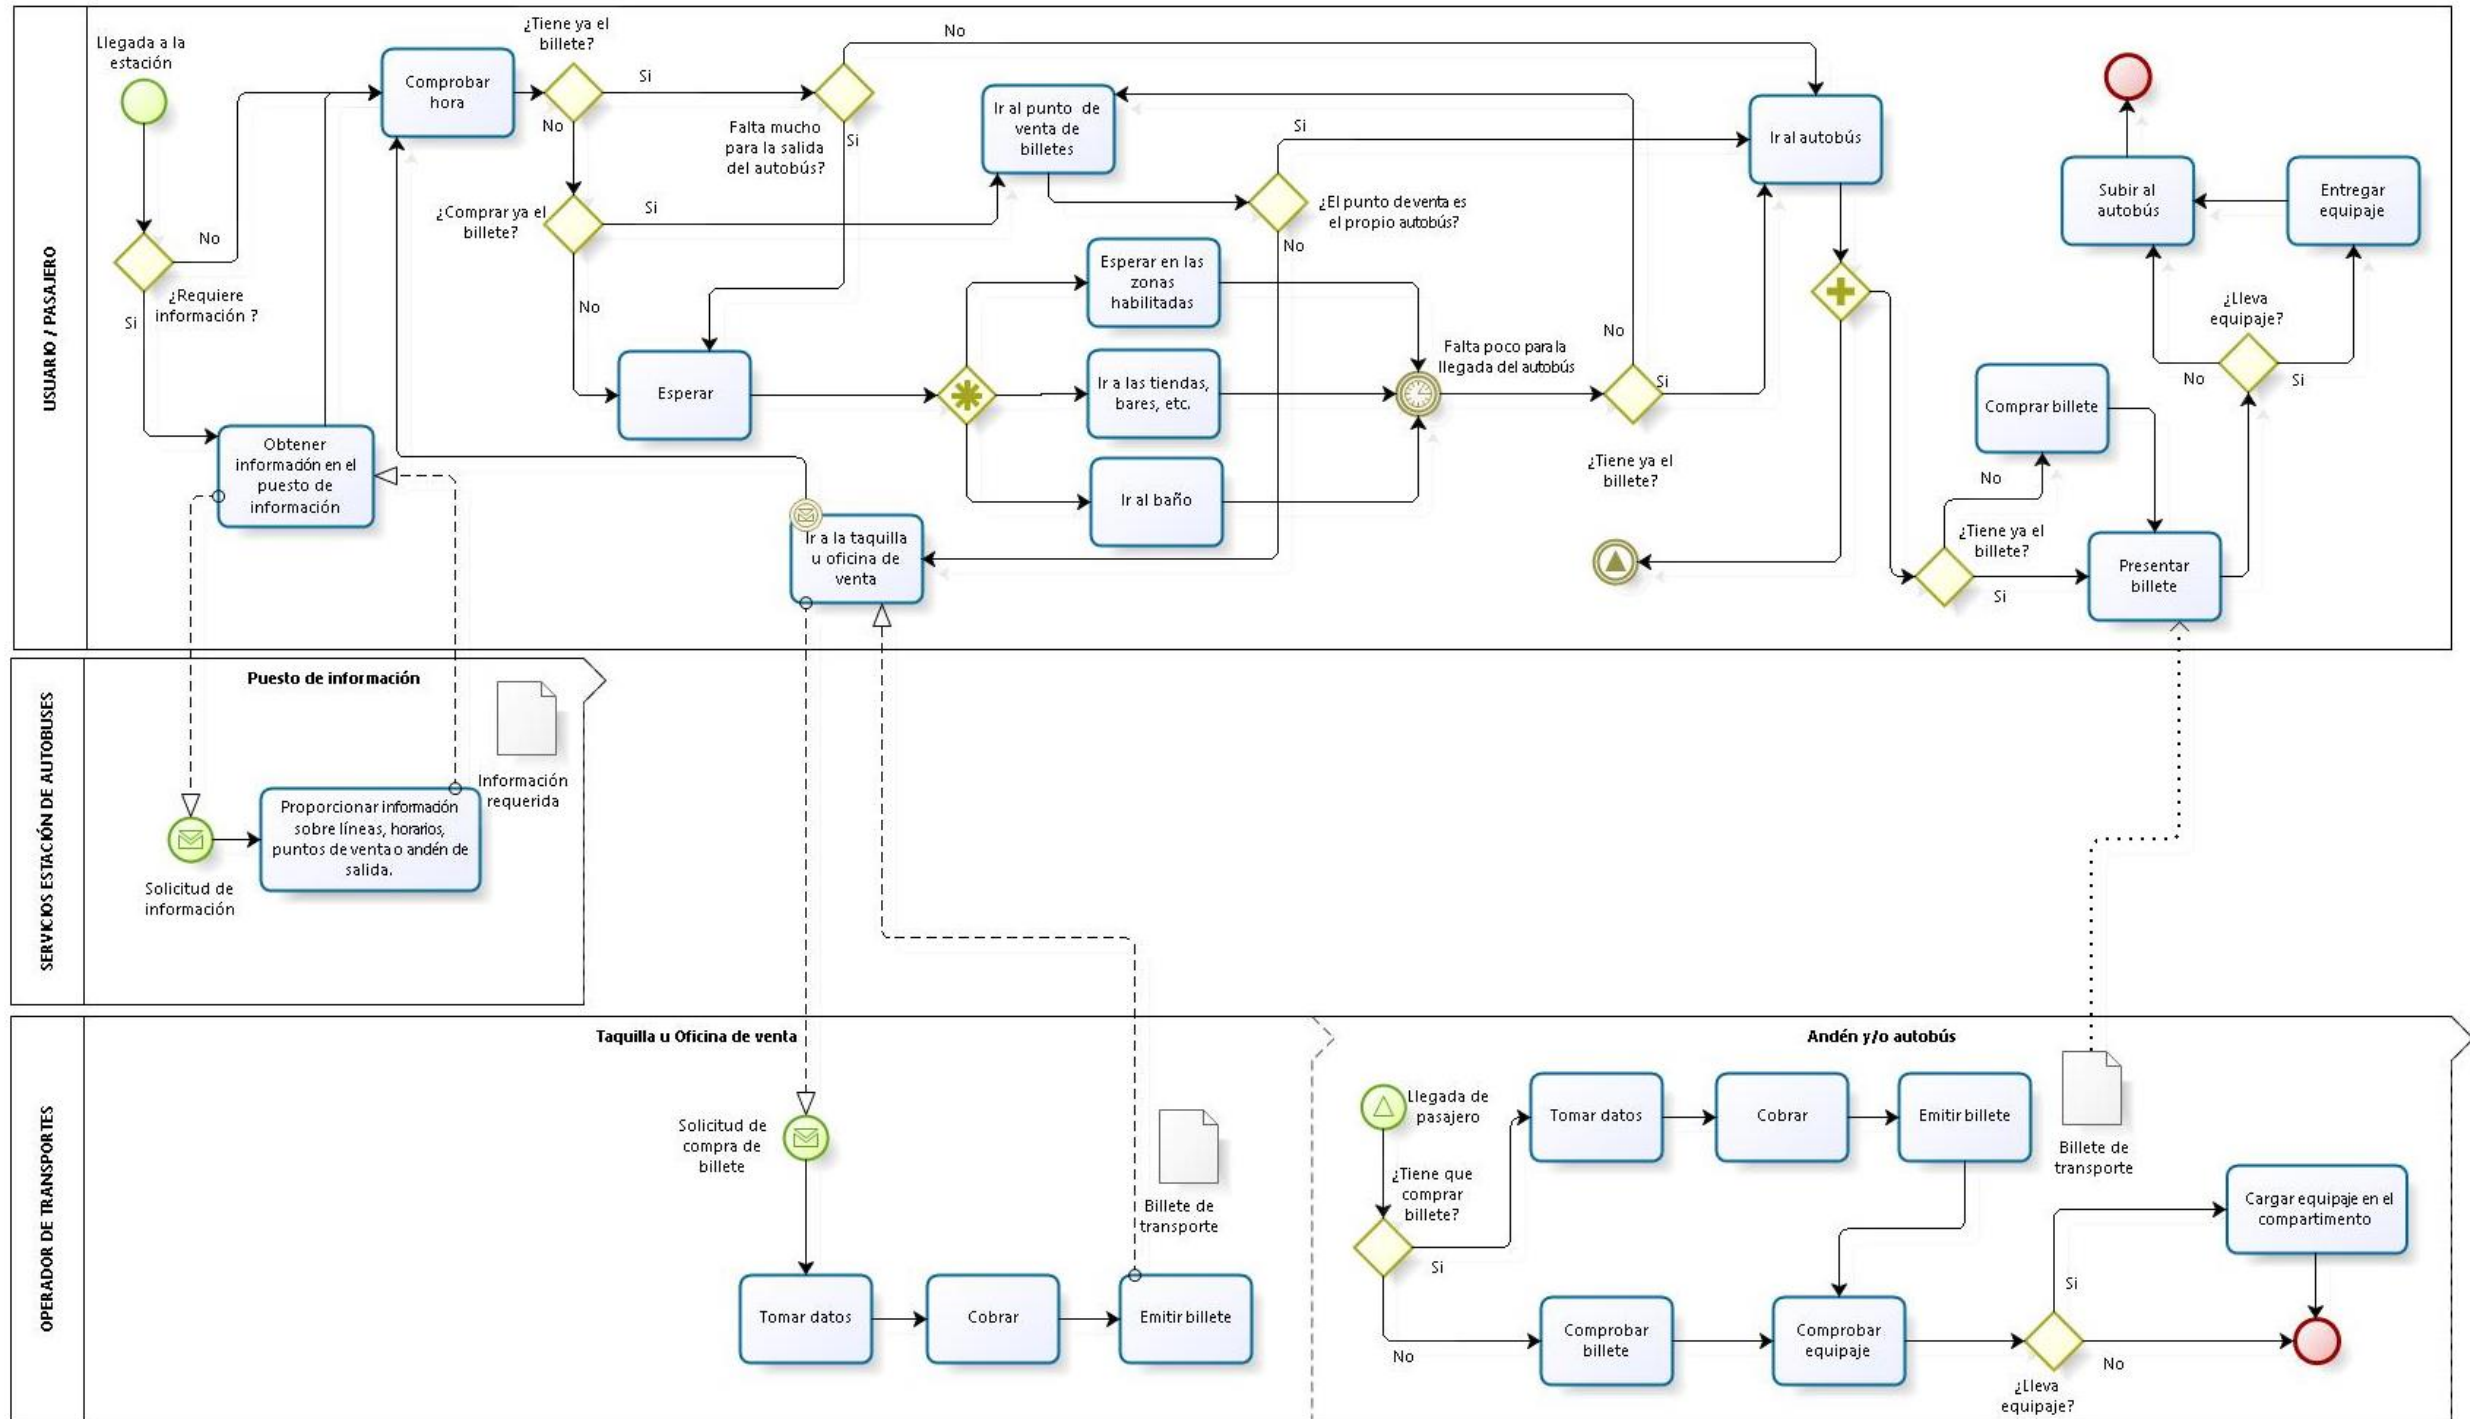 USUARIO / PASAJERO
Llegada a la
estación
¿Requiere
información ?
No
Si
Obtener
información en el
puesto de
información
Comprobar
hora
¿Tiene ya el
billete?
Si
No
¿Comprar ya el
billete?
Si
No
Falta mucho
para la salida
del autobús?
No
Si
Esperar
Ir al punto de
venta de
billetes
¿El punto de venta es
el propio autobús?
Si
No
Esperar en las
zonas
habilitadas
Ir a las tiendas,
bares, etc.
Ir al baño
Ir a la taquilla
u oficina de
venta
Falta poco para la
llegada del autobús
¿Tiene ya el
billete?
No
Si
Ir al autobús
¿Tiene ya el
billete?
No
Si
Comprar billete
Presentar
billete
¿Lleva
equipaje?
No
Si
Subir al
autobús
Entregar
equipaje
SERVICIOS ESTACIÓN DE AUTOBUSES
Puesto de información
Solicitud de
información
Proporcionar información
sobre líneas, horarios,
puntos de venta o andén de
salida.
Información
requerida
OPERADOR DE TRANSPORTES
Taquilla u Oficina de venta
Solicitud de
compra de
billete
Tomar datos
Cobrar
Emitir billete
Billete de
transporte
Andén y/o autobús
Llegada de
pasajero
¿Tiene que
comprar
billete?
Si
No
Tomar datos
Cobrar
Emitir billete
Billete de
transporte
Comprobar
billete
Comprobar
equipaje
¿Lleva
equipaje?
Si
No
Cargar equipaje en el
compartimento